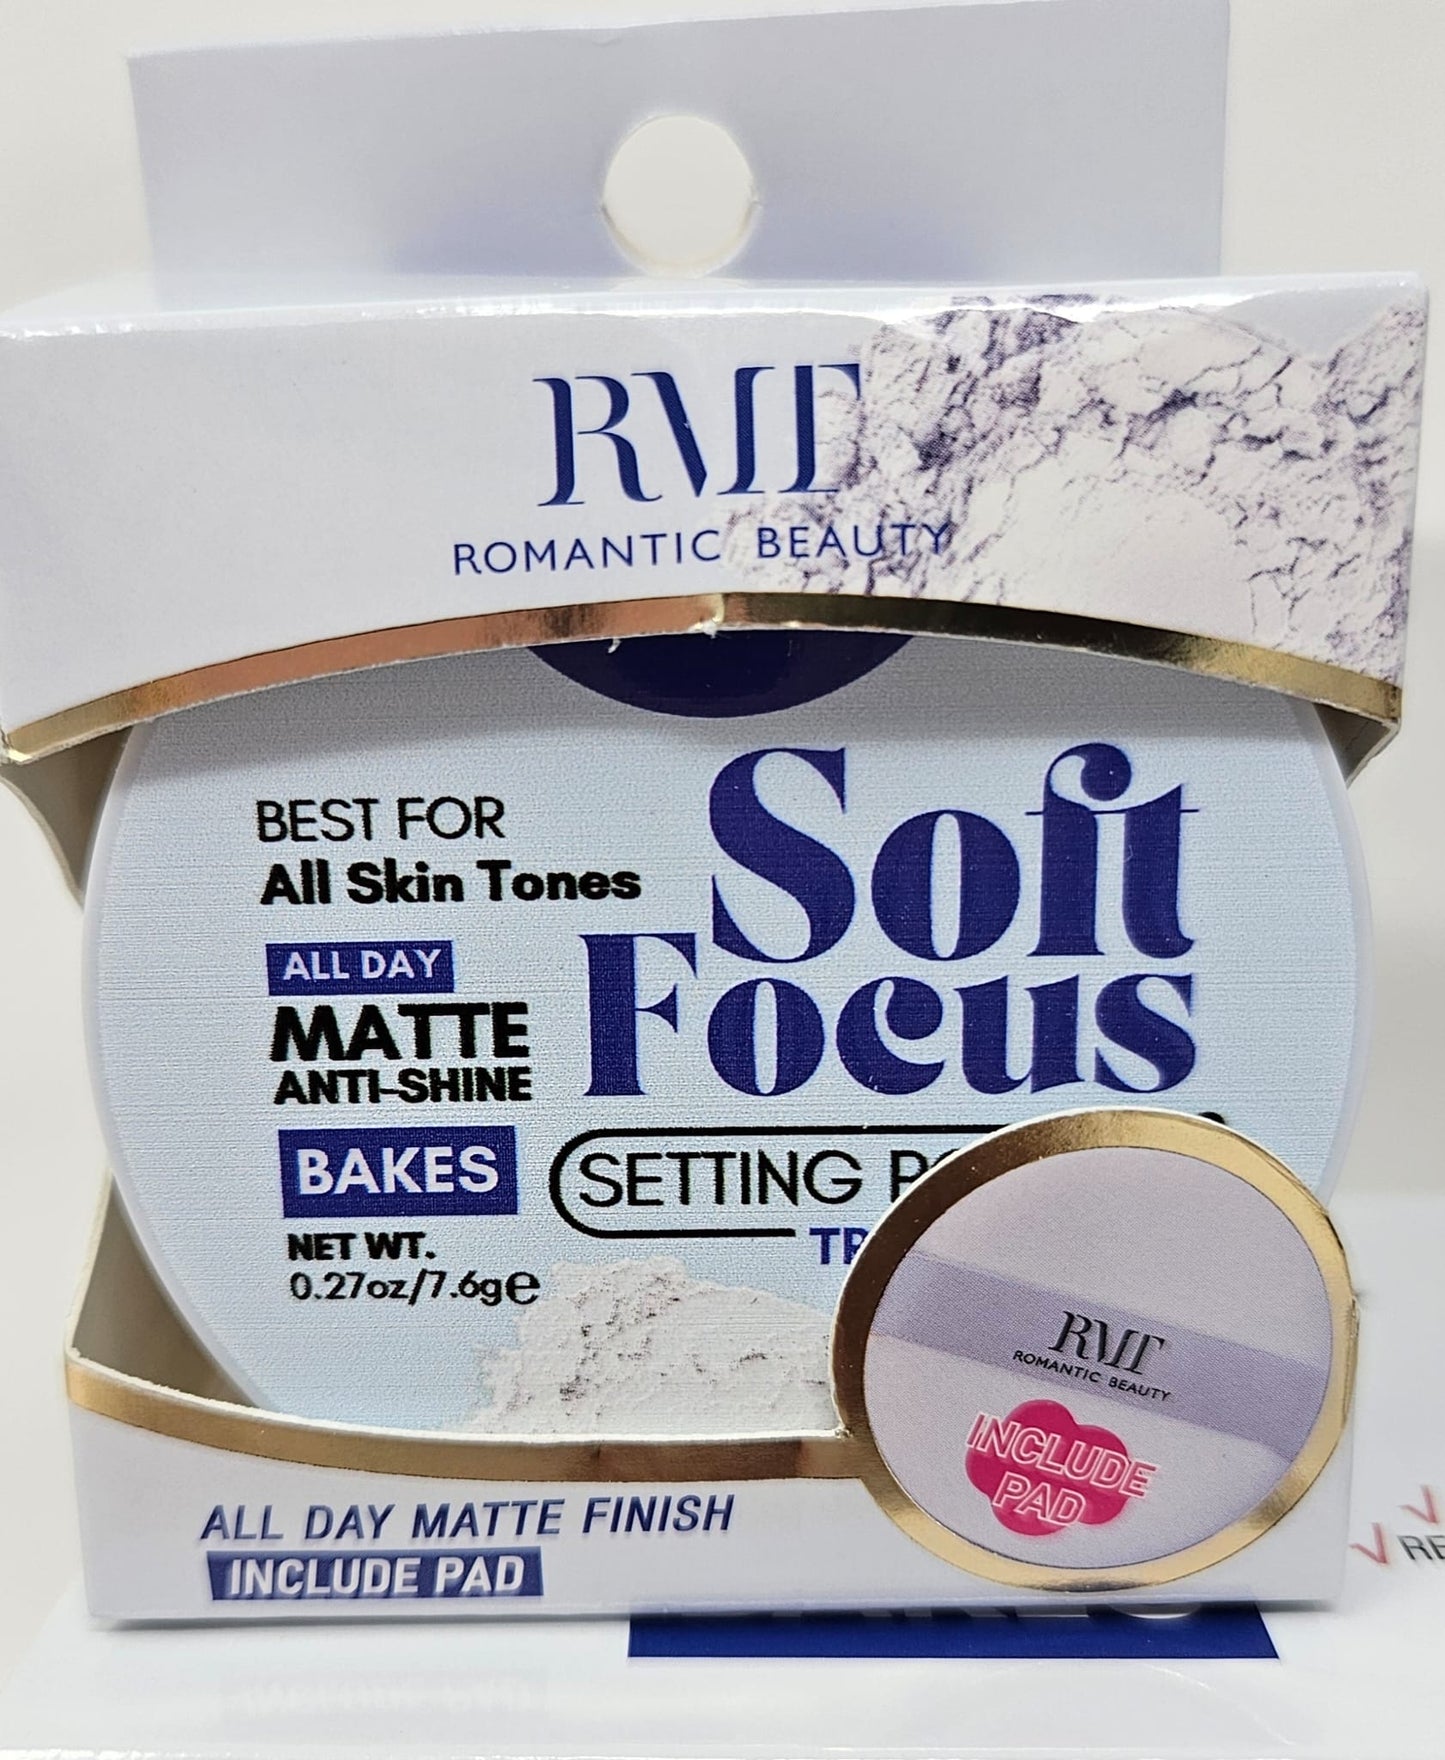 RMT
ROMANTIC BEAUTY
BEST FOR
All Skin Tones
ALL DAY
MATTE
ANTI-SHINE
BAKES
NET WT.
0.27oz/7.6g℮
Soft
Focus
SETTING
RMT
ROMANTIC BEAUTY
INCLUDE
PAD
ALL DAY MATTE FINISH
INCLUDE PAD